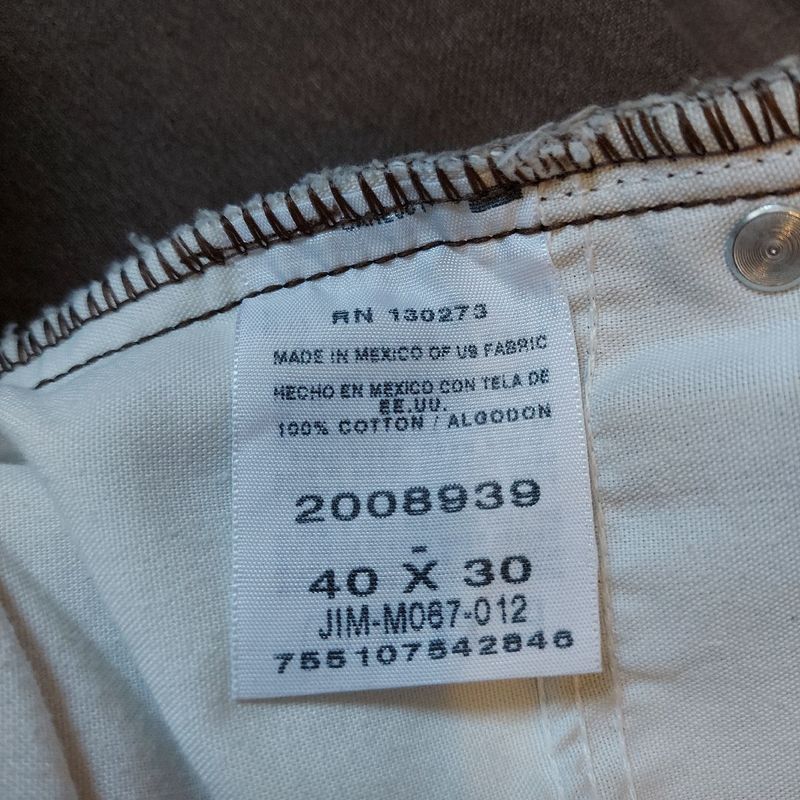 RN 130273
MADE IN MEXICO OF US FABRIC
HECHO EN MEXICO CON TELA DE
EE.UU.
100% COTTON / ALGODON
2008939
-
40 X 30
JIM-M067-012
755107542846